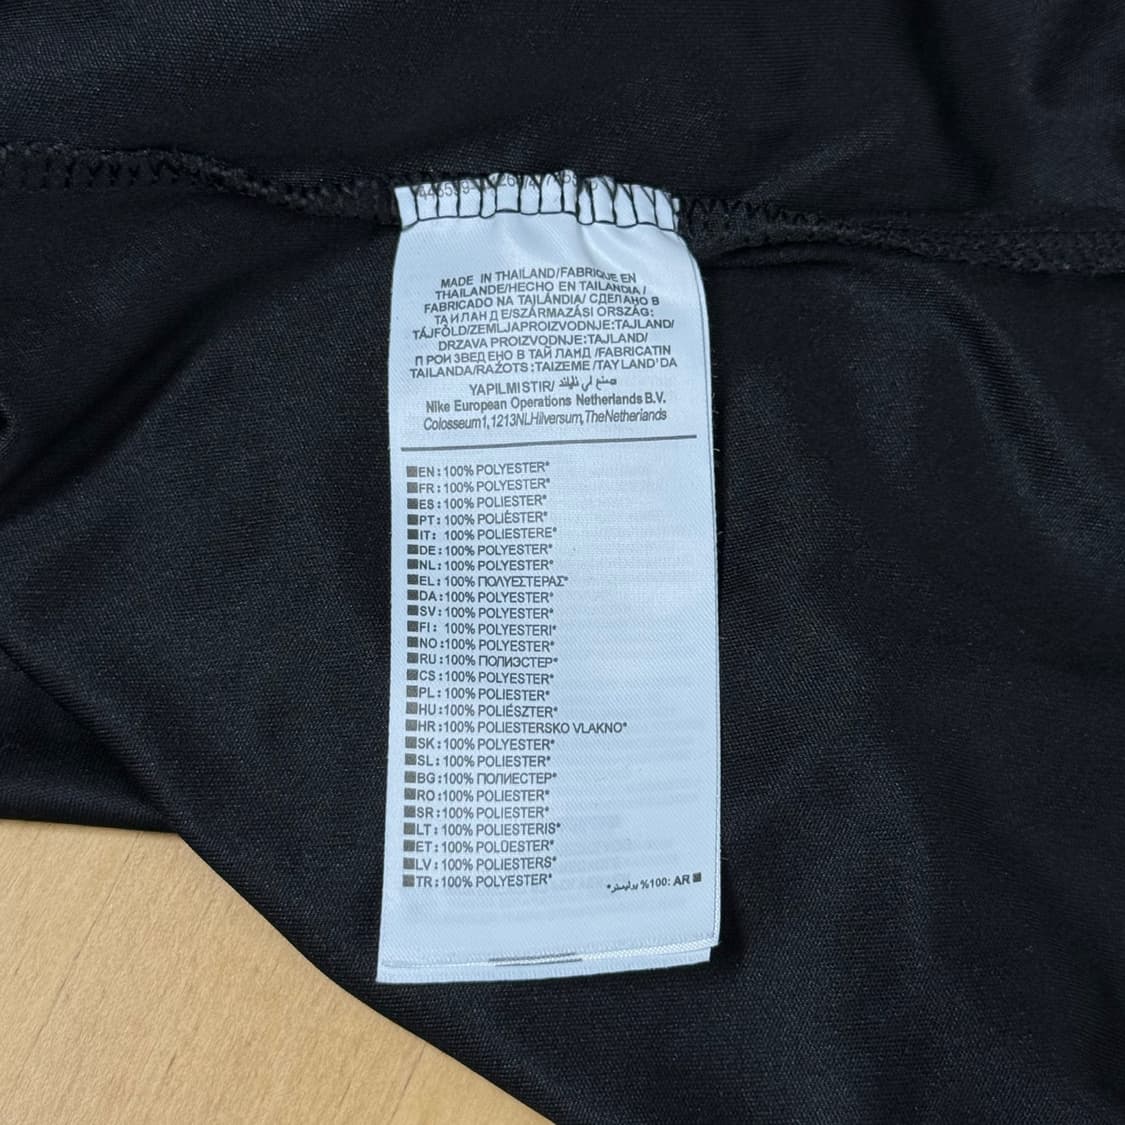 MADE IN THAILAND/FABRIQUE EN
THAILANDE/HECHO EN TAILANDIA /
FABRICADO NA TAILÂNDIA/ СДЕЛАНО В
ТАИЛАНДЕ/SZÁRMAZÁSI ORSZÁG:
TÁJFÖLD/ZEMLJAPROIZVODNJE:TAJLAND/
DRZAVA PROIZVODNJE:TAJLAND/
ПРОИЗВЕДЕНО В ТАЙЛАНД /FABRICATIN
TAILANDA/RAŽOTS:TAIZEME/TAYLAND'DA
YAPILMISTIR/
Nike European Operations Netherlands B.V.
Colosseum1,1213NLHilversum,TheNetherlands
EN:100% POLYESTER*
FR:100% POLYESTER*
ES:100% POLIESTER*
PT:100% POLIÉSTER*
IT: 100% POLIESTERE*
DE:100% POLYESTER*
NL:100% POLYESTER*
EL:100% ΠΟΛΥΕΣΤΕΡΑΣ*
DA:100% POLYESTER*
SV:100% POLYESTER*
FI: 100% POLYESTERI*
NO:100% POLYESTER*
RU:100% ПОЛИЭСТЕР*
CS:100% POLYESTER*
PL:100% POLIESTER*
HU:100% POLIÉSZTER*
HR:100% POLIESTERSKO VLAKNO*
SK:100% POLYESTER*
SL:100% POLIESTER*
BG:100% ПОЛИЕСТЕР*
RO:100% POLIESTER*
SR:100% POLIESTER*
LT:100% POLIESTERIS*
ET:100% POLÜESTER*
LV:100% POLIESTERS*
TR:100% POLYESTER*
AR :%100 بوليستر*